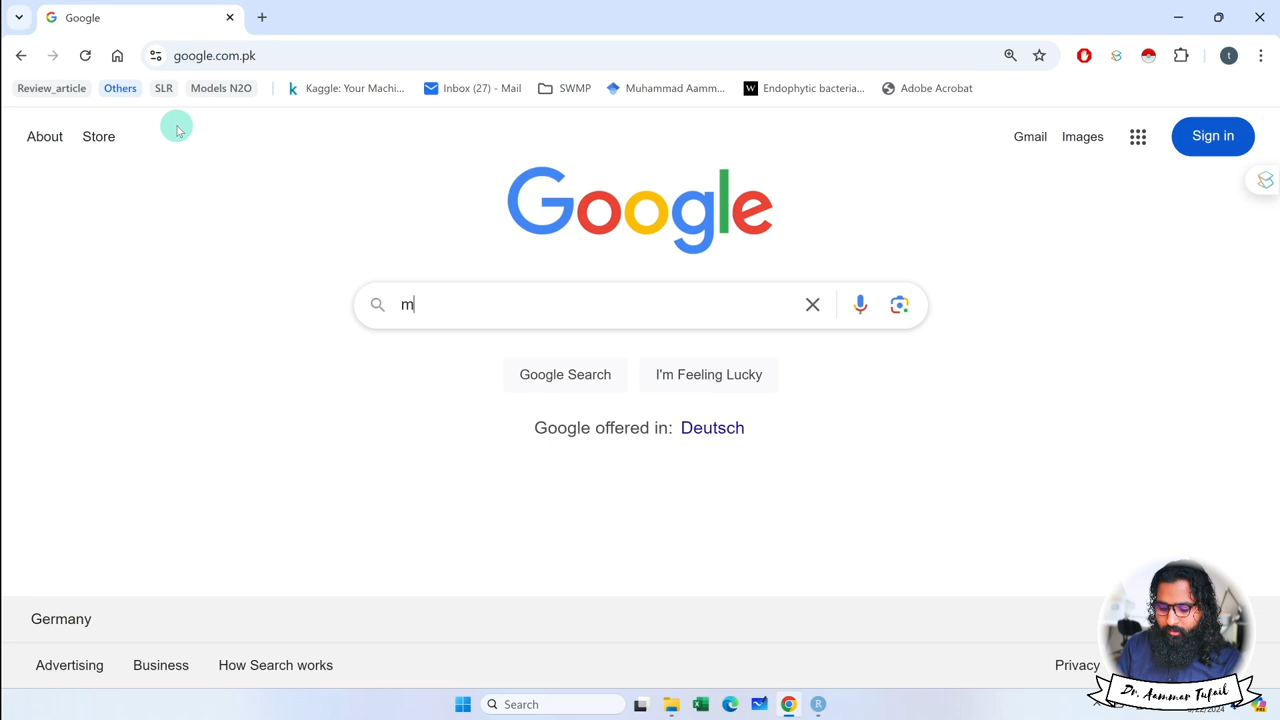 Google
google.com.pk
Review_article Others SLR Models N2O Kaggle: Your Machi... Inbox (27) - Mail SWMP Muhammad Aamm... Endophytic bacteria... Adobe Acrobat
About Store Gmail Images Sign in
Google
m
Google Search I'm Feeling Lucky
Google offered in: Deutsch
Germany
Advertising Business How Search works Privacy
Dr. Aammar Tufail
Search